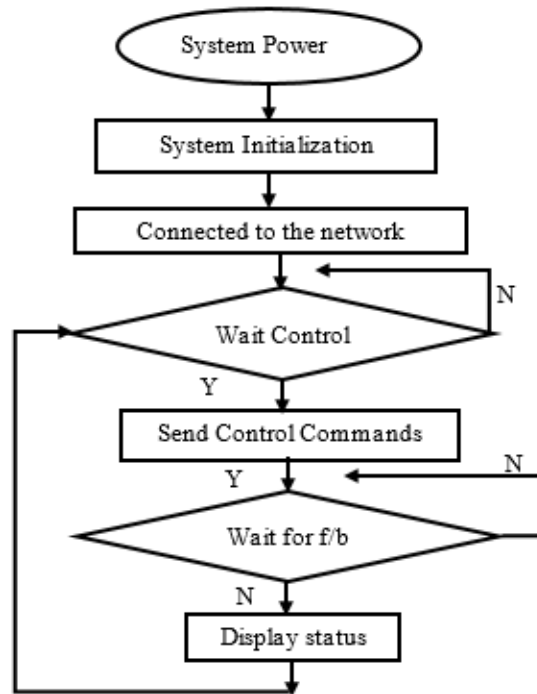 System Power
System Initialization
Connected to the network
N
Wait Control
Y
Send Control Commands
Y
N
Wait for f/b
N
Display status